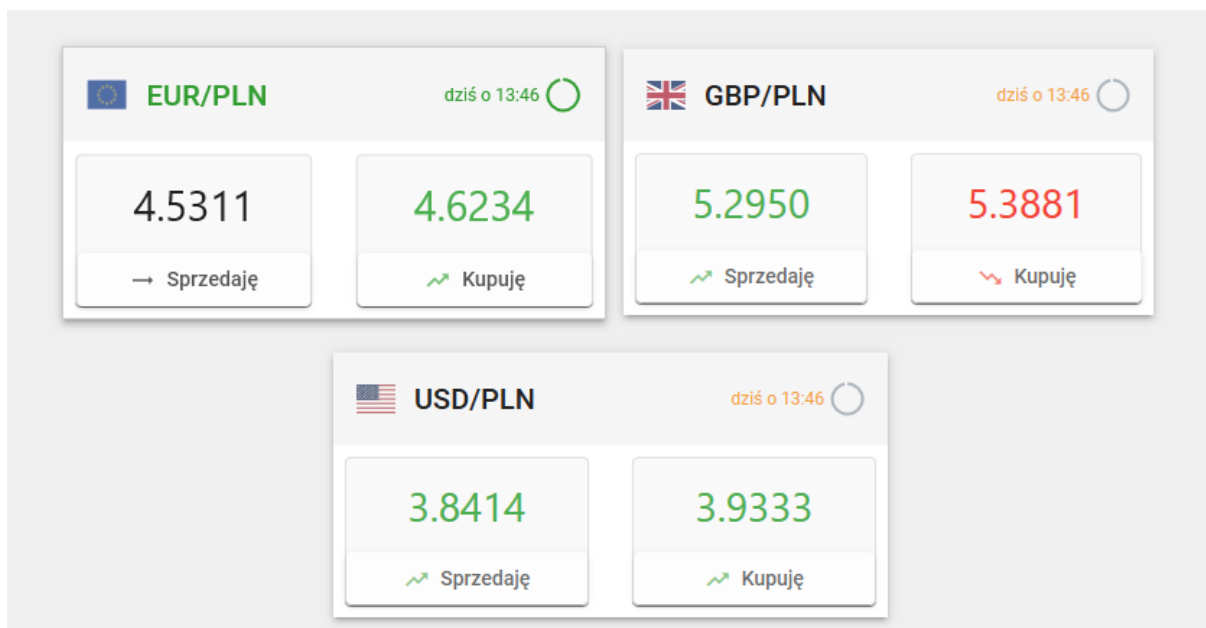 EUR/PLN
dziś o 13:46
4.5311
4.6234
Sprzedaję
Kupuję
GBP/PLN
dziś o 13:46
5.2950
5.3881
Sprzedaję
Kupuję
USD/PLN
dziś o 13:46
3.8414
3.9333
Sprzedaję
Kupuję